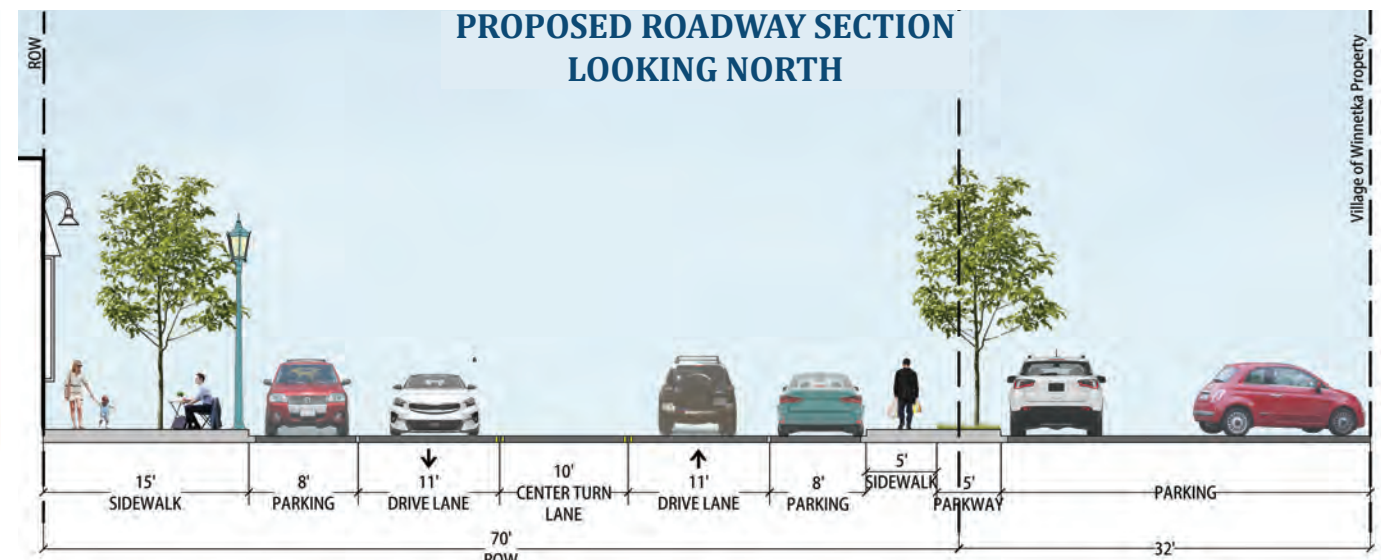 PROPOSED ROADWAY SECTION
LOOKING NORTH
ROW
Village of Winnetka Property
15'
SIDEWALK
8'
PARKING
11'
DRIVE LANE
10'
CENTER TURN
LANE
11'
DRIVE LANE
8'
PARKING
5'
SIDEWALK
5'
PARKWAY
PARKING
70'
ROW
32'